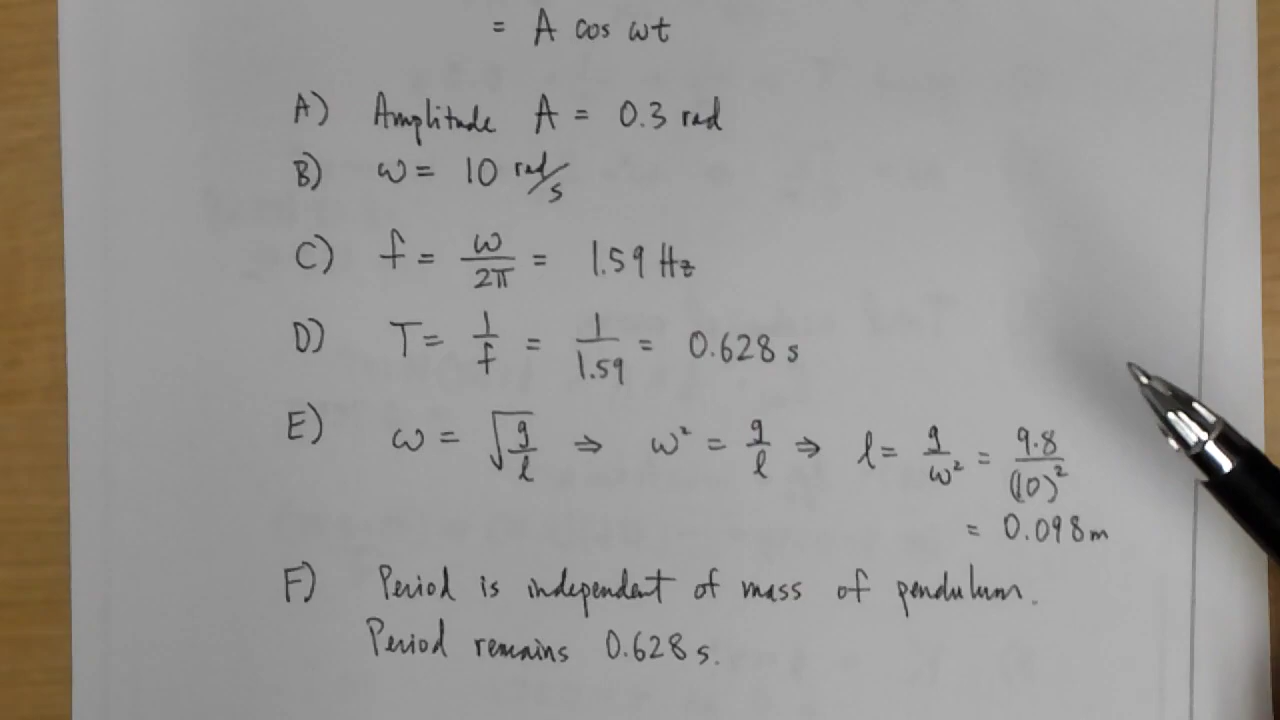 = A cos ωt
A) Amplitude A = 0.3 rad
B) ω = 10 rad/s
C) f = ω/2π = 1.59 Hz
D) T = 1/f = 1/1.59 = 0.628 s
E) ω = √(g/l) ⇒ ω² = g/l ⇒ l = g/ω² = 9.8/(10)²
= 0.098 m
F) Period is independent of mass of pendulum.
Period remains 0.628 s.